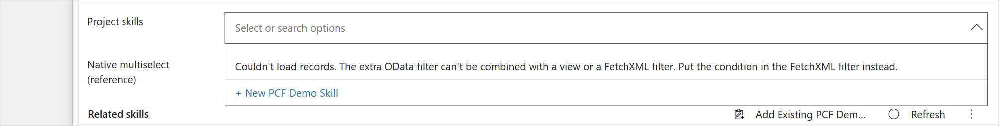 Project skills
Select or search options
Native multiselect
(reference)
Couldn't load records. The extra OData filter can't be combined with a view or a FetchXML filter. Put the condition in the FetchXML filter instead.
+ New PCF Demo Skill
Related skills
Add Existing PCF Dem...
Refresh